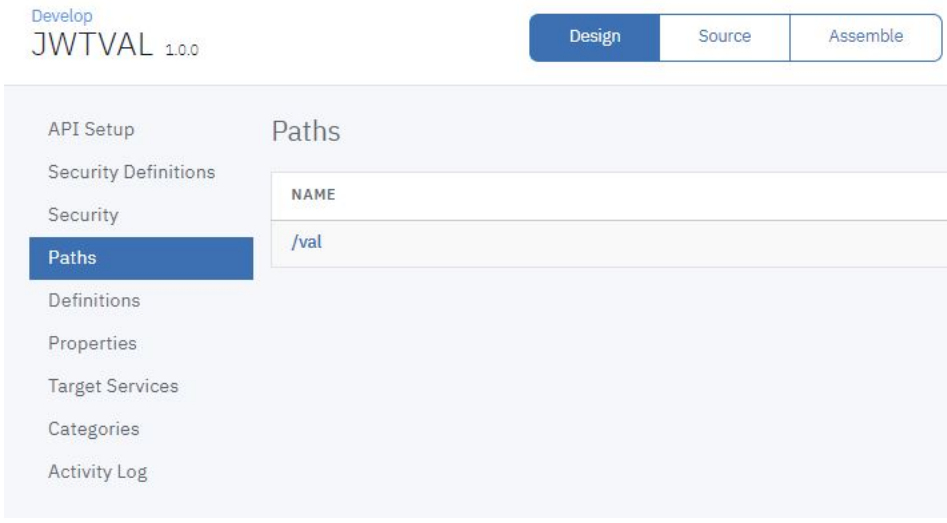 Develop
JWTVAL 1.0.0
Design Source Assemble
API Setup
Security Definitions
Security
Paths
Definitions
Properties
Target Services
Categories
Activity Log
Paths
NAME
/val